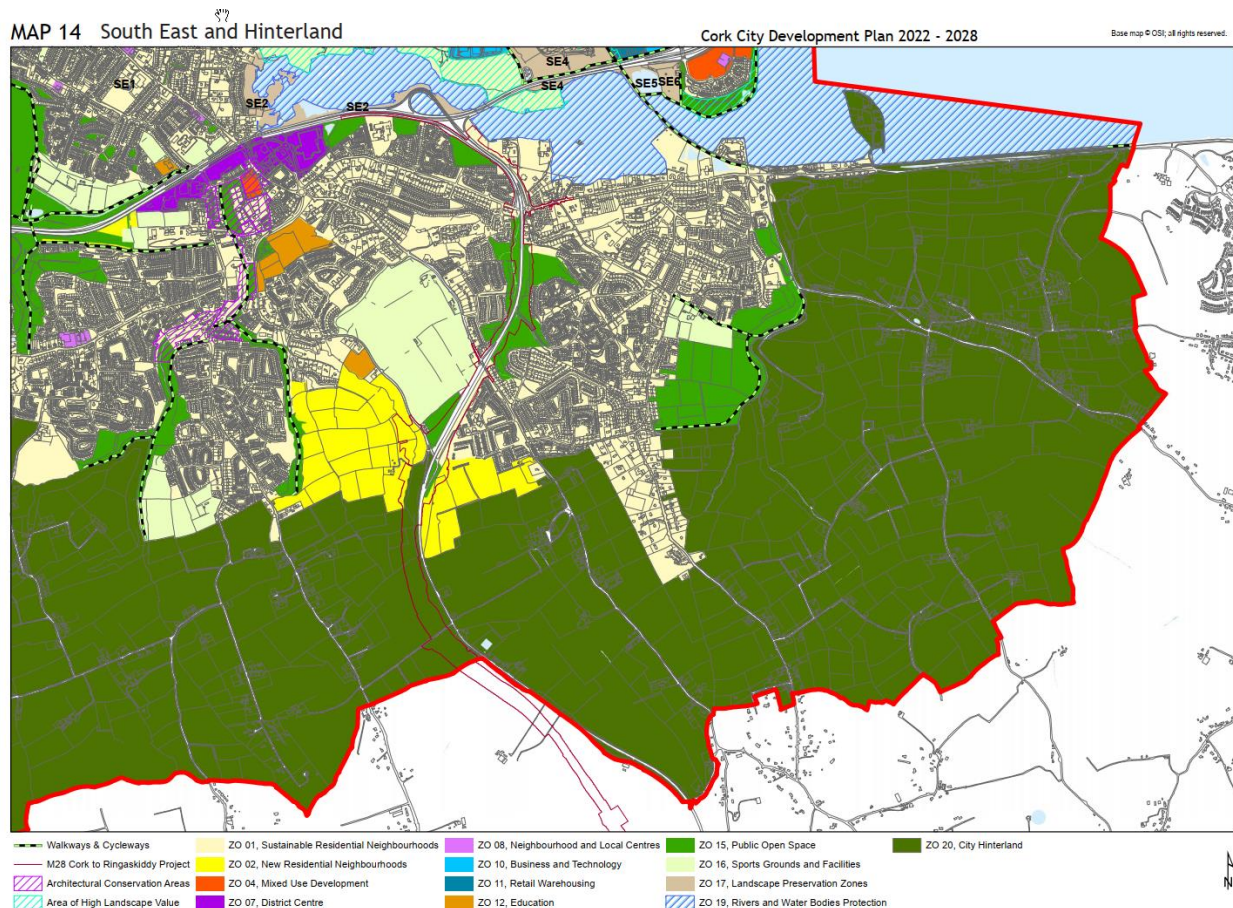 MAP 14 South East and Hinterland
Cork City Development Plan 2022 - 2028
Base map © OSI; all rights reserved.
SE1
SE2
SE2
SE4
SE4
SE5
SE6
Walkways & Cycleways
M28 Cork to Ringaskiddy Project
Architectural Conservation Areas
Area of High Landscape Value
ZO 01, Sustainable Residential Neighbourhoods
ZO 02, New Residential Neighbourhoods
ZO 04, Mixed Use Development
ZO 07, District Centre
ZO 08, Neighbourhood and Local Centres
ZO 10, Business and Technology
ZO 11, Retail Warehousing
ZO 12, Education
ZO 15, Public Open Space
ZO 16, Sports Grounds and Facilities
ZO 17, Landscape Preservation Zones
ZO 19, Rivers and Water Bodies Protection
ZO 20, City Hinterland
N